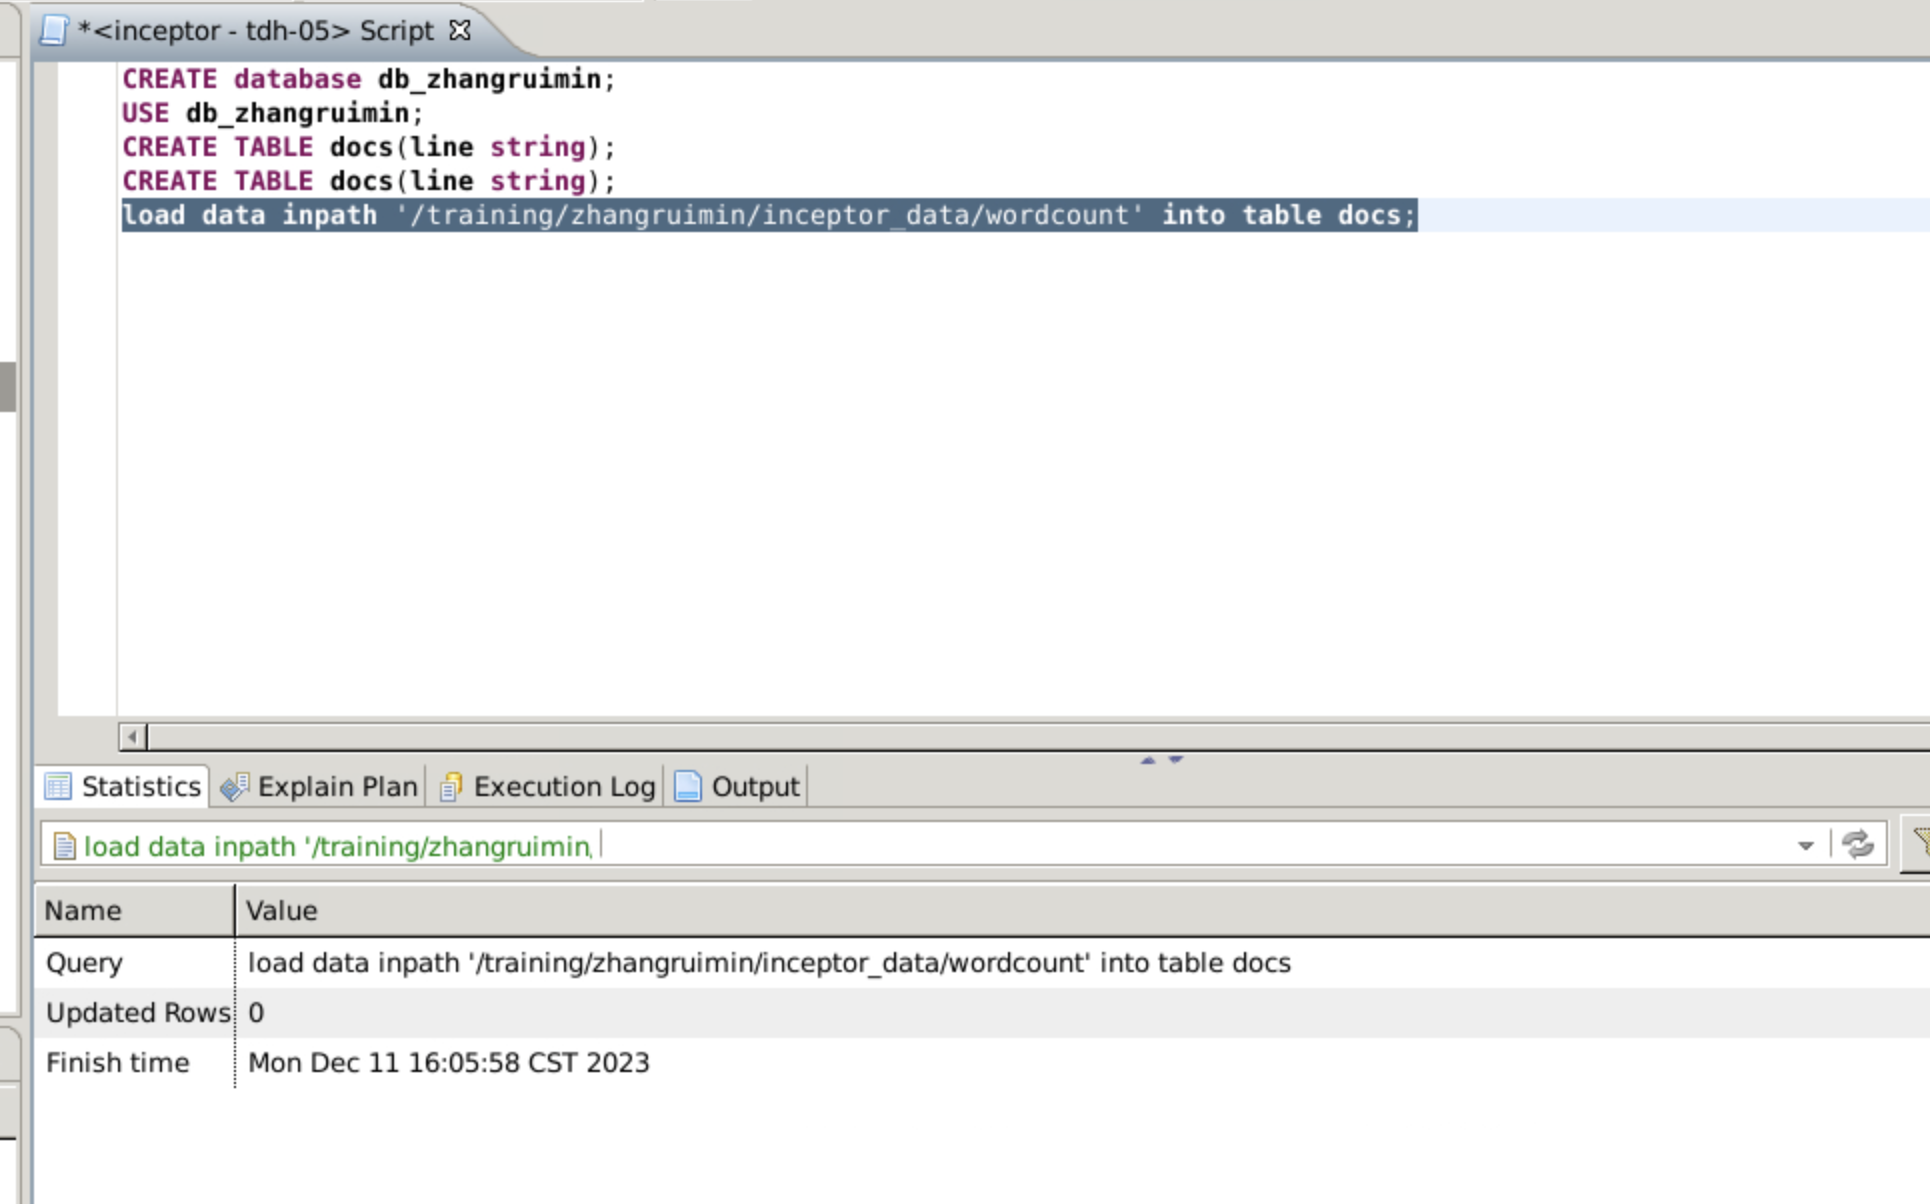 *<inceptor - tdh-05> Script
CREATE database db_zhangruimin;
USE db_zhangruimin;
CREATE TABLE docs(line string);
CREATE TABLE docs(line string);
load data inpath '/training/zhangruimin/inceptor_data/wordcount' into table docs;
Statistics Explain Plan Execution Log Output
load data inpath '/training/zhangruimin,
Name Value
Query load data inpath '/training/zhangruimin/inceptor_data/wordcount' into table docs
Updated Rows 0
Finish time Mon Dec 11 16:05:58 CST 2023